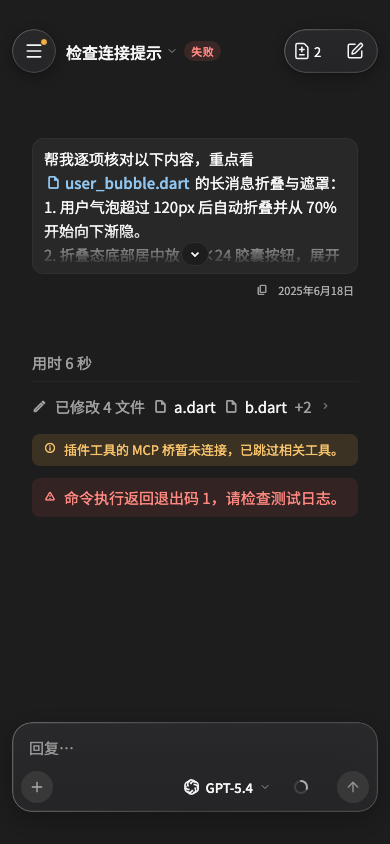 检查连接提示
失败
2
帮我逐项核对以下内容，重点看
user_bubble.dart 的长消息折叠与遮罩：
1. 用户气泡超过 120px 后自动折叠并从 70%
开始向下渐隐。
2. 折叠态底部居中放 ×24 胶囊按钮，展开
2025年6月18日
用时 6 秒
已修改 4 文件 a.dart b.dart +2
插件工具的 MCP 桥暂未连接，已跳过相关工具。
命令执行返回退出码 1，请检查测试日志。
回复…
GPT-5.4